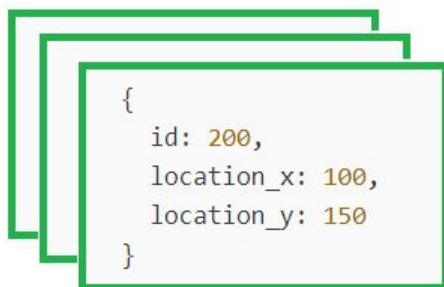 {
id: 200,
location_x: 100,
location_y: 150
}